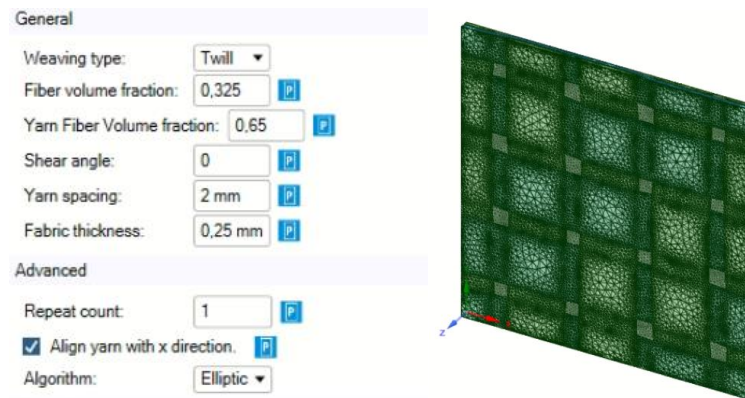 General
Weaving type: Twill
Fiber volume fraction: 0,325 P
Yarn Fiber Volume fraction: 0,65 P
Shear angle: 0 P
Yarn spacing: 2 mm P
Fabric thickness: 0,25 mm P
Advanced
Repeat count: 1 P
Align yarn with x direction. P
Algorithm: Elliptic
z
x